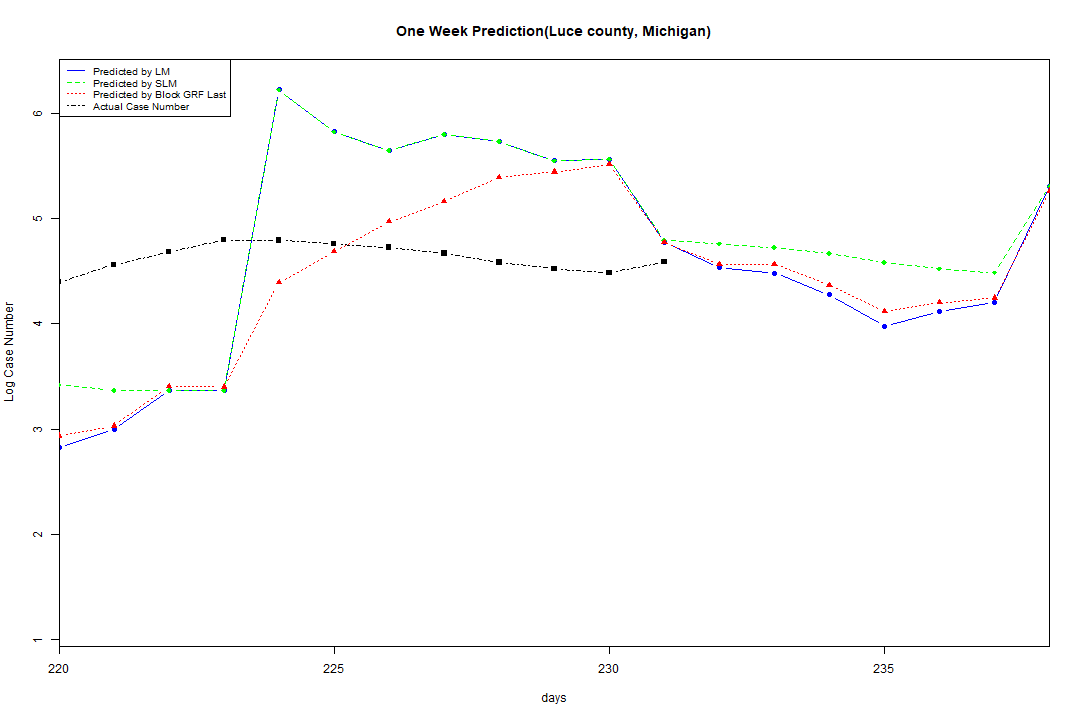 One Week Prediction(Luce county, Michigan)
Predicted by LM
Predicted by SLM
Predicted by Block GRF Last
Actual Case Number
Log Case Number
6
5
4
3
2
1
220
225
230
235
days